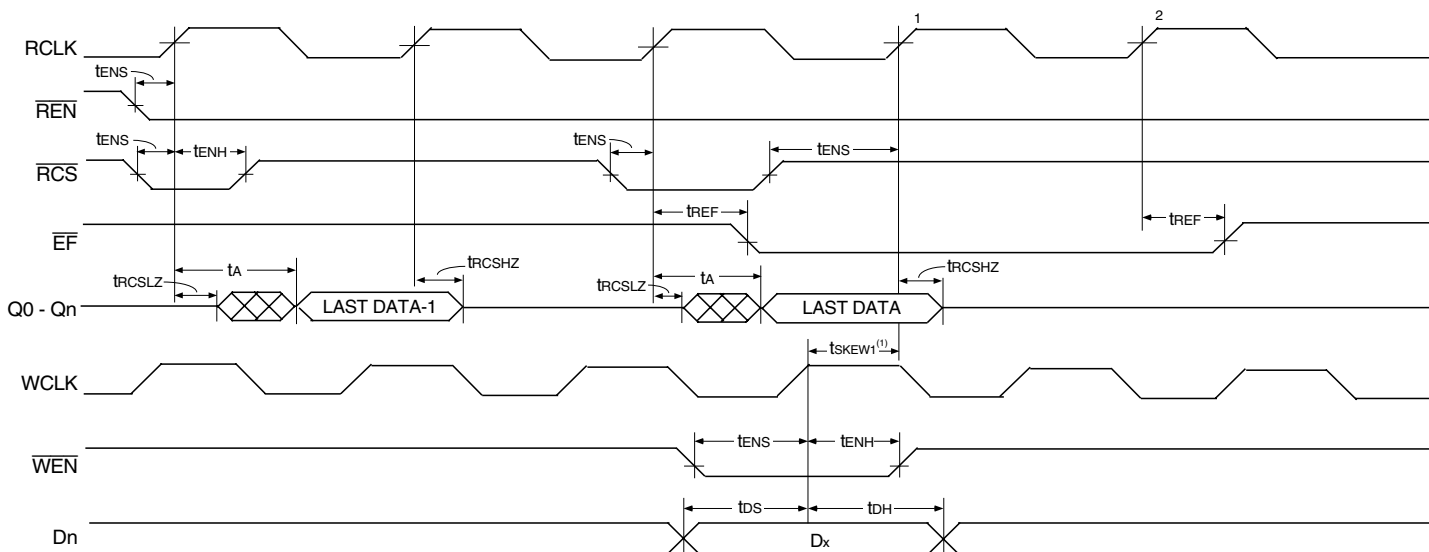 1
2
RCLK
tENS
REN
tENS
tENH
tENS
tENS
RCS
tREF
tREF
EF
tA
tRCSHZ
tA
tRCSHZ
tRCSLZ
tRCSLZ
Q0 - Qn
LAST DATA-1
LAST DATA
tSKEW1(1)
WCLK
tENS
tENH
WEN
tDS
tDH
Dn
Dx